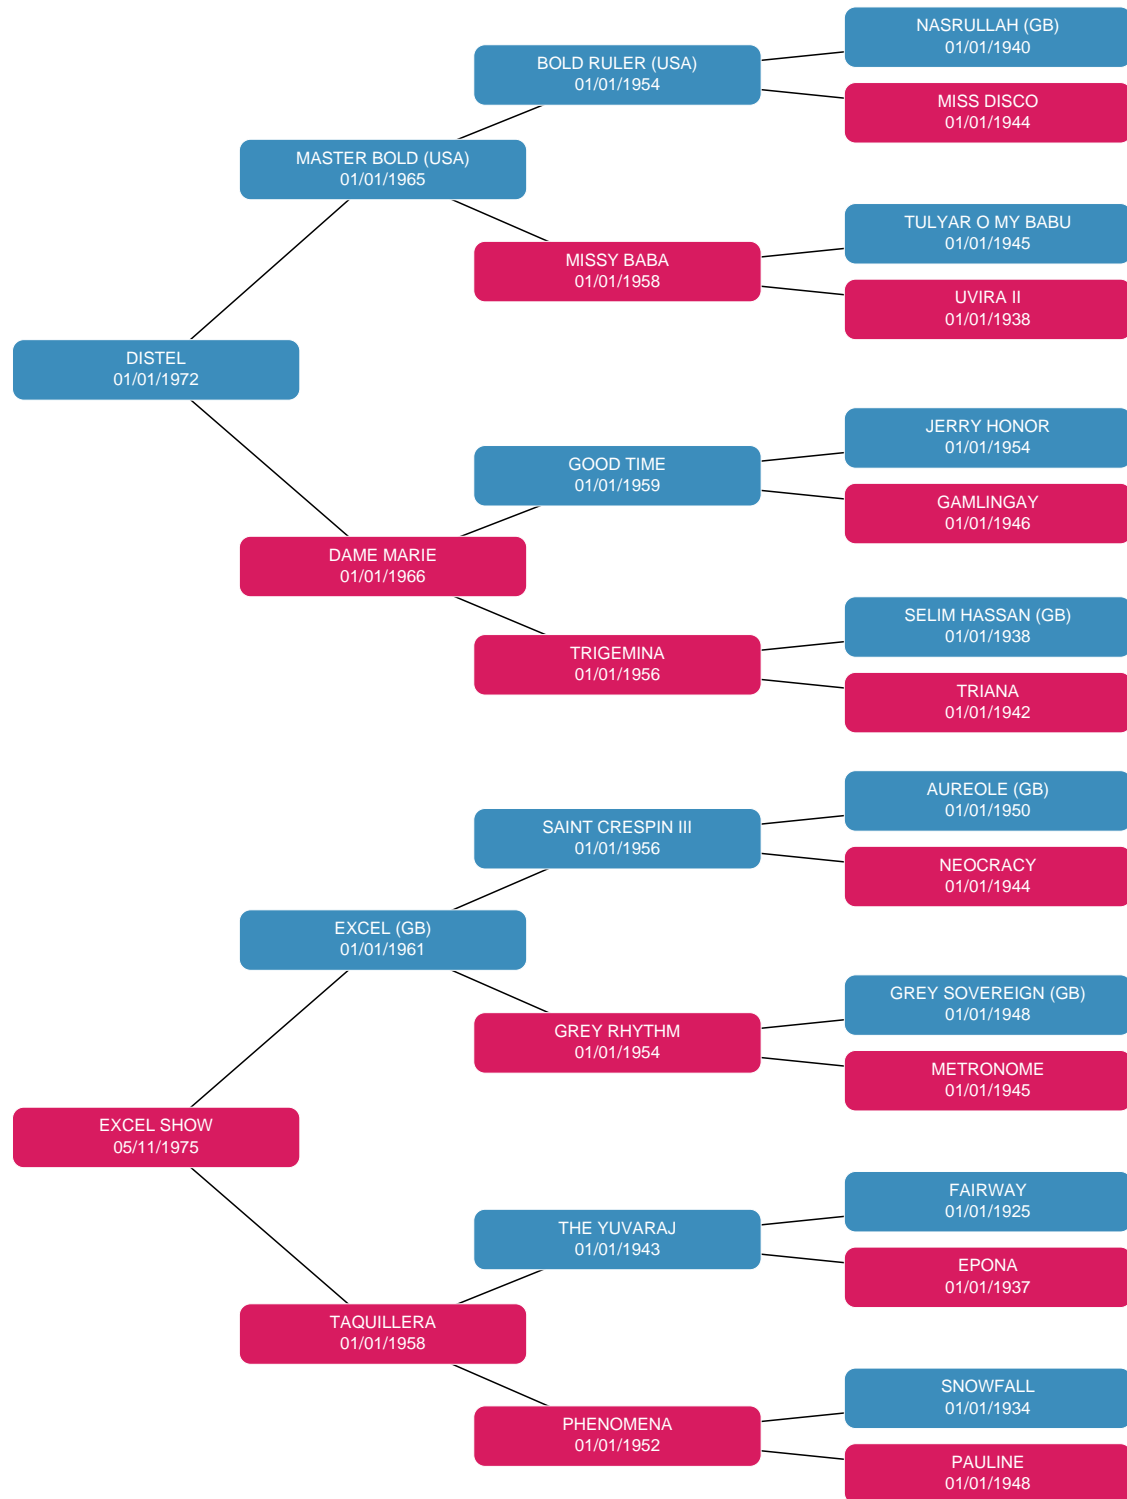 NASRULLAH (GB)
01/01/1940
BOLD RULER (USA)
01/01/1954
MISS DISCO
01/01/1944
MASTER BOLD (USA)
01/01/1965
TULYAR O MY BABU
01/01/1945
MISSY BABA
01/01/1958
UVIRA II
01/01/1938
DISTEL
01/01/1972
JERRY HONOR
01/01/1954
GOOD TIME
01/01/1959
GAMLINGAY
01/01/1946
DAME MARIE
01/01/1966
SELIM HASSAN (GB)
01/01/1938
TRIGEMINA
01/01/1956
TRIANA
01/01/1942
AUREOLE (GB)
01/01/1950
SAINT CRESPIN III
01/01/1956
NEOCRACY
01/01/1944
EXCEL (GB)
01/01/1961
GREY SOVEREIGN (GB)
01/01/1948
GREY RHYTHM
01/01/1954
METRONOME
01/01/1945
EXCEL SHOW
05/11/1975
FAIRWAY
01/01/1925
THE YUVARAJ
01/01/1943
EPONA
01/01/1937
TAQUILLERA
01/01/1958
SNOWFALL
01/01/1934
PHENOMENA
01/01/1952
PAULINE
01/01/1948